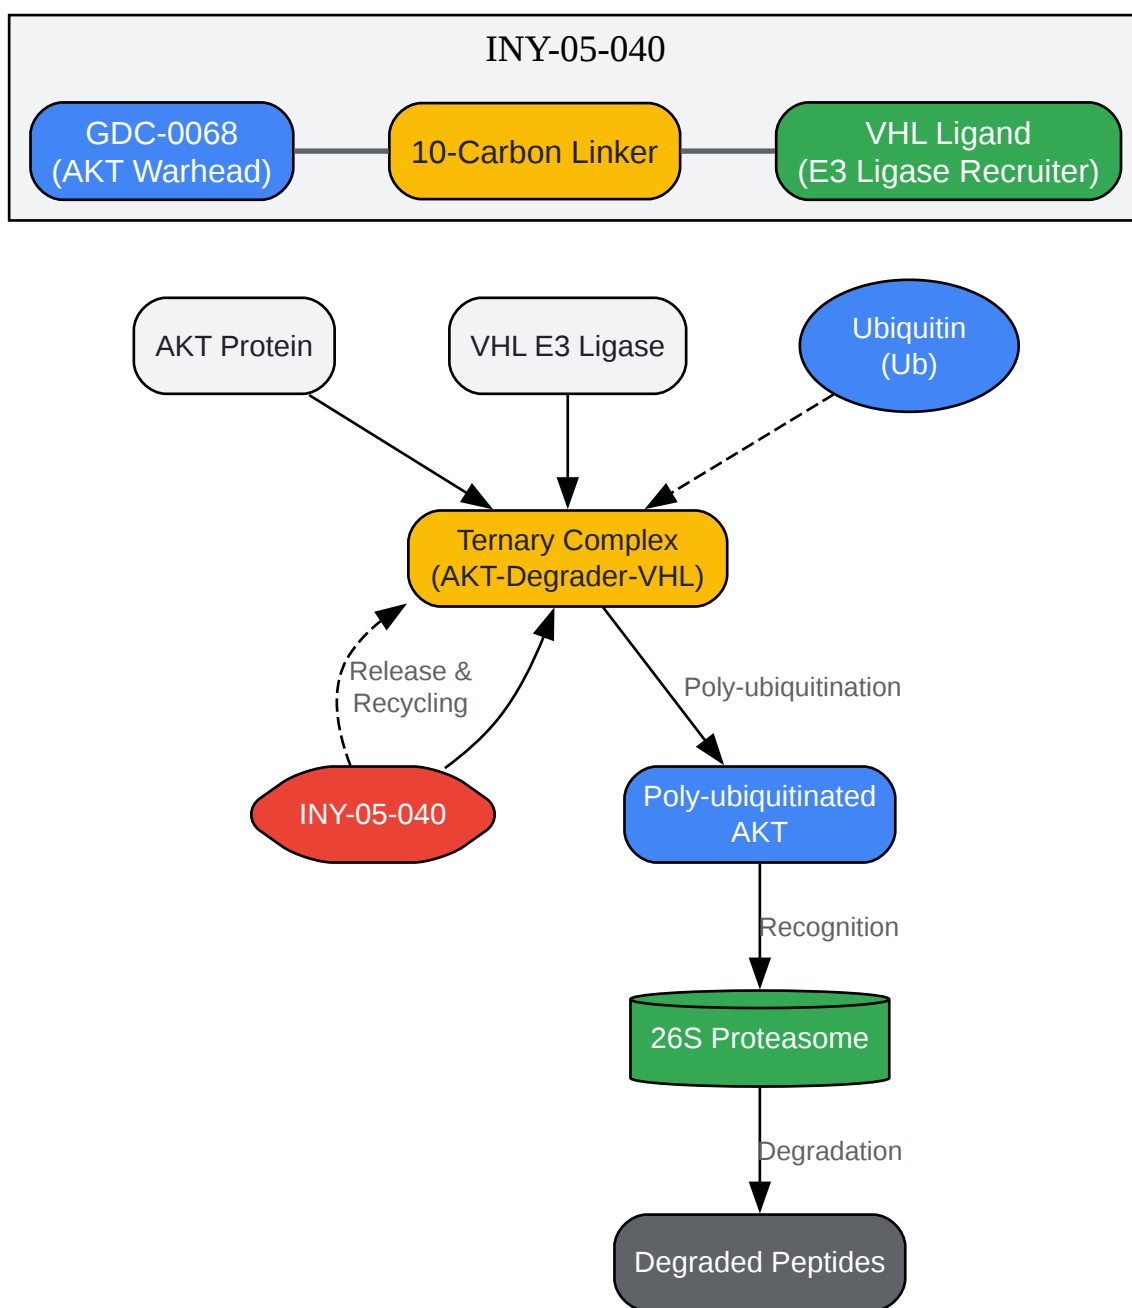 INY-05-040
GDC-0068
(AKT Warhead)
10-Carbon Linker
VHL Ligand
(E3 Ligase Recruiter)
AKT Protein
VHL E3 Ligase
Ubiquitin
(Ub)
Ternary Complex
(AKT-Degrader-VHL)
Release &
Recycling
Poly-ubiquitination
INY-05-040
Poly-ubiquitinated
AKT
Recognition
26S Proteasome
Degradation
Degraded Peptides